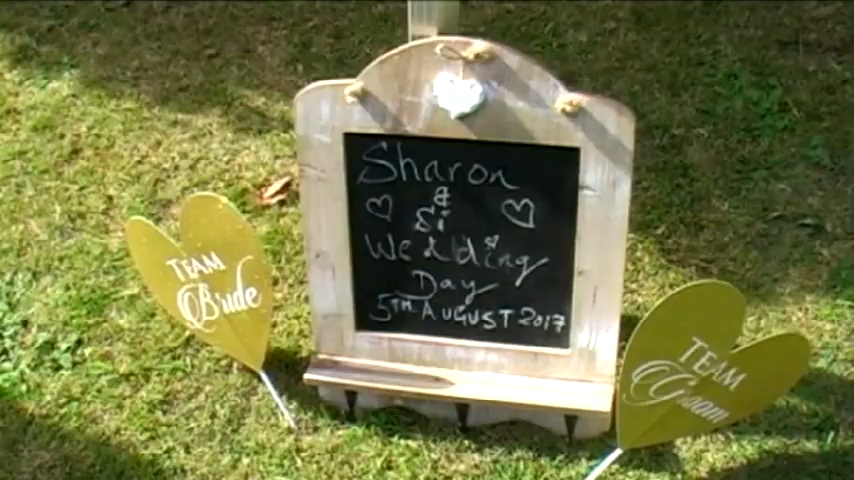 Sharon
&
Si
Wedding
Day
5TH AUGUST 2017
TEAM
Bride
TEAM
Groom